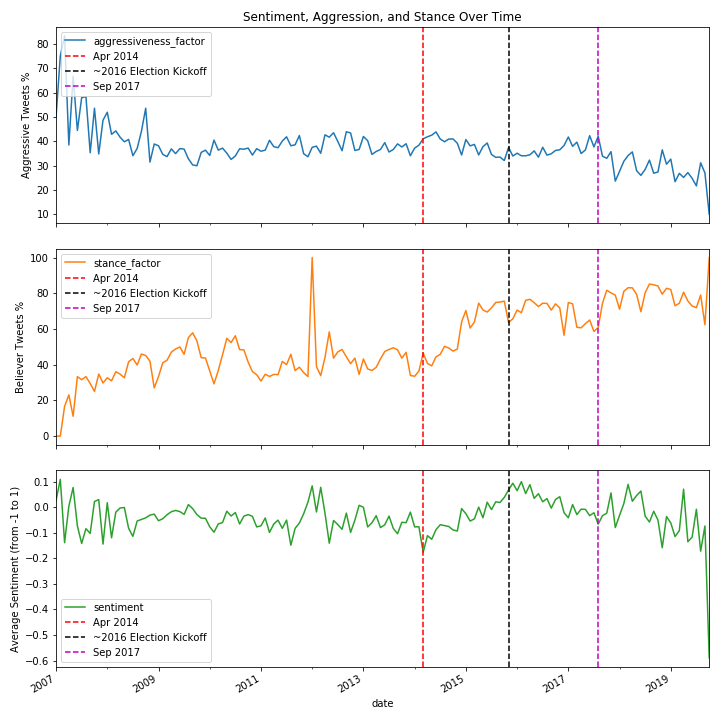 Sentiment, Aggression, and Stance Over Time
Aggressive Tweets %
80
70
60
50
40
30
20
10
aggressiveness_factor
Apr 2014
~2016 Election Kickoff
Sep 2017
Believer Tweets %
100
80
60
40
20
0
stance_factor
Apr 2014
~2016 Election Kickoff
Sep 2017
Average Sentiment (from -1 to 1)
0.1
0.0
−0.1
−0.2
−0.3
−0.4
−0.5
−0.6
sentiment
Apr 2014
~2016 Election Kickoff
Sep 2017
2007
2009
2011
2013
2015
2017
2019
date